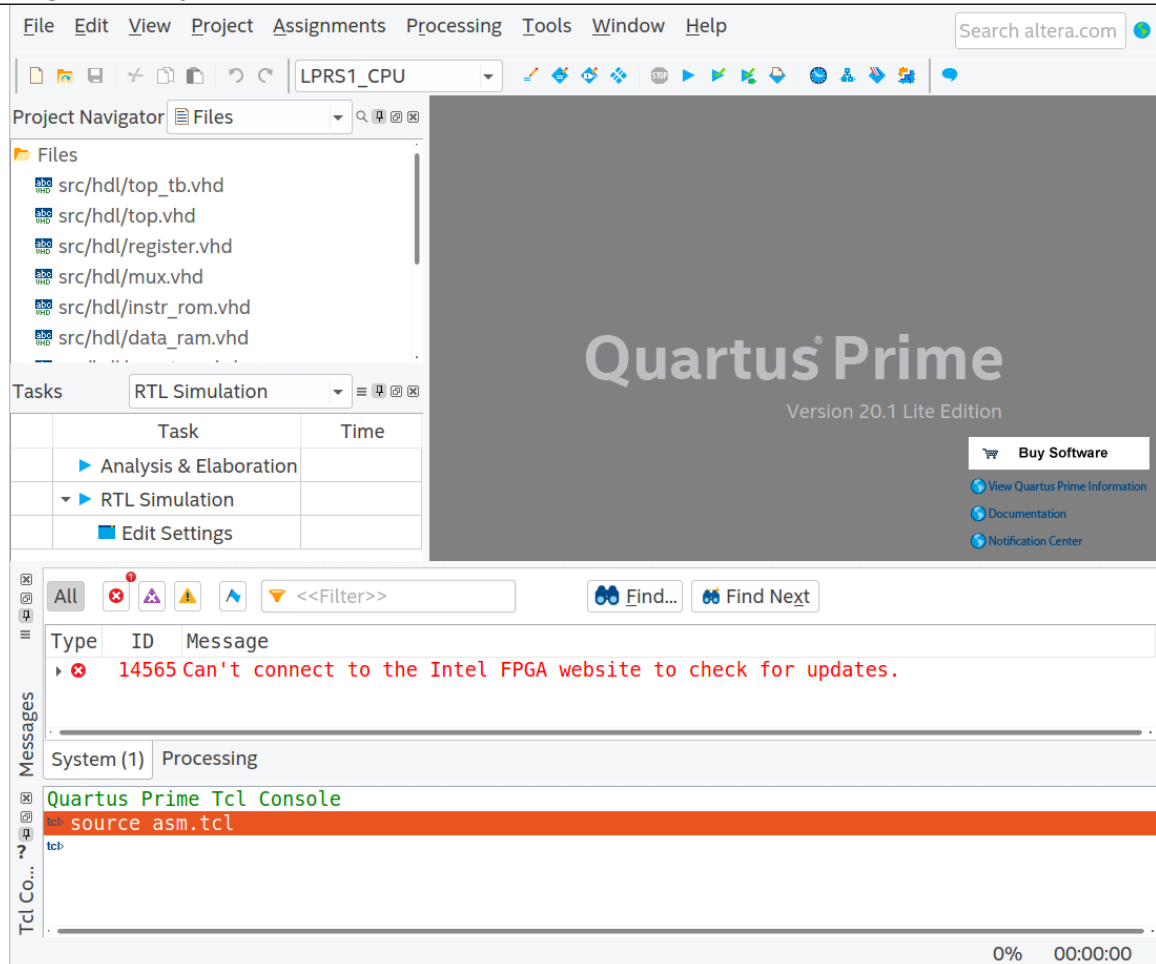 File Edit View Project Assignments Processing Tools Window Help
Search altera.com
LPRS1_CPU
STOP
Project Navigator Files
Files
src/hdl/top_tb.vhd
src/hdl/top.vhd
src/hdl/register.vhd
src/hdl/mux.vhd
src/hdl/instr_rom.vhd
src/hdl/data_ram.vhd
Quartus Prime
Version 20.1 Lite Edition
Buy Software
View Quartus Prime Information
Documentation
Notification Center
Tasks RTL Simulation
Task Time
Analysis & Elaboration
RTL Simulation
Edit Settings
All 1 <<Filter>> Find... Find Next
Type ID Message
14565 Can't connect to the Intel FPGA website to check for updates.
System (1) Processing
Messages
Quartus Prime Tcl Console
tcl> source asm.tcl
tcl>
Tcl Co...
0% 00:00:00